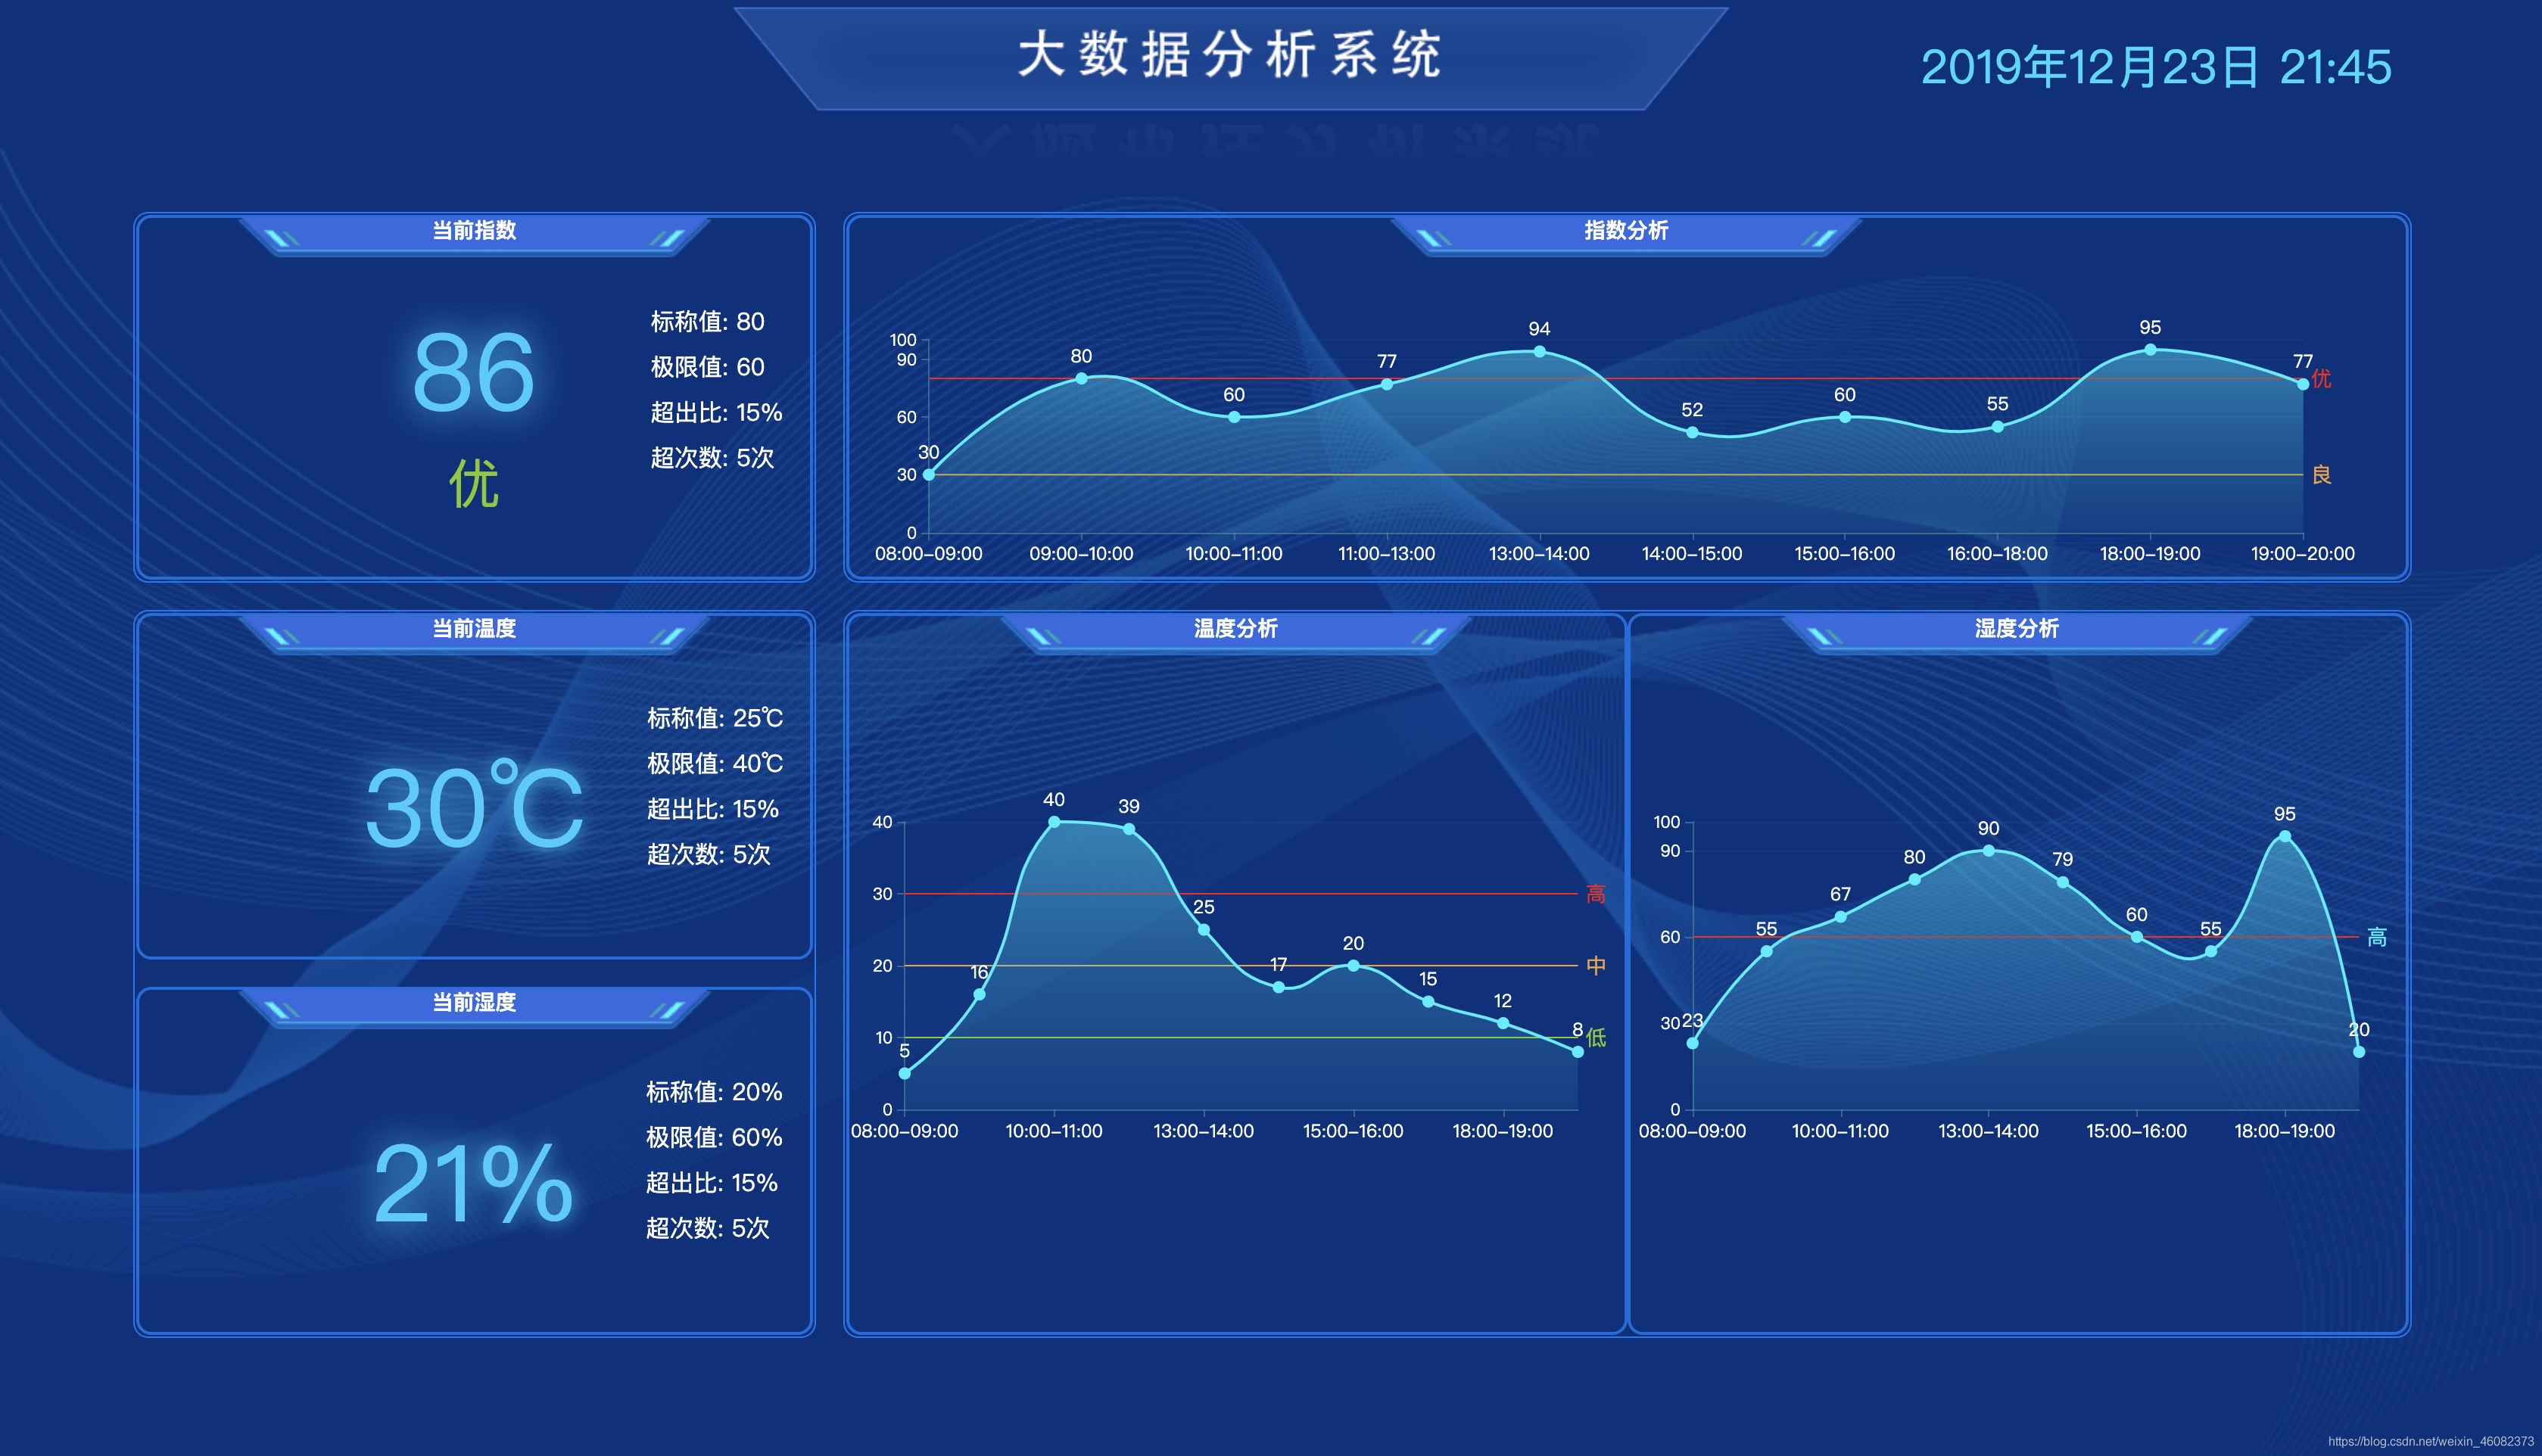 大数据分析系统
2019年12月23日 21:45
当前指数
86
优
标称值: 80
极限值: 60
超出比: 15%
超次数: 5次
指数分析
100
90
60
30
0
30
80
60
77
94
52
60
55
95
77
优
良
08:00–09:00
09:00–10:00
10:00–11:00
11:00–13:00
13:00–14:00
14:00–15:00
15:00–16:00
16:00–18:00
18:00–19:00
19:00–20:00
当前温度
30℃
标称值: 25℃
极限值: 40℃
超出比: 15%
超次数: 5次
当前湿度
21%
标称值: 20%
极限值: 60%
超出比: 15%
超次数: 5次
温度分析
40
30
20
10
0
5
16
40
39
25
17
20
15
12
8
高
中
低
08:00–09:00
10:00–11:00
13:00–14:00
15:00–16:00
18:00–19:00
湿度分析
100
90
60
30
0
23
55
67
80
90
79
60
55
95
20
高
08:00–09:00
10:00–11:00
13:00–14:00
15:00–16:00
18:00–19:00
https://blog.csdn.net/weixin_46082373